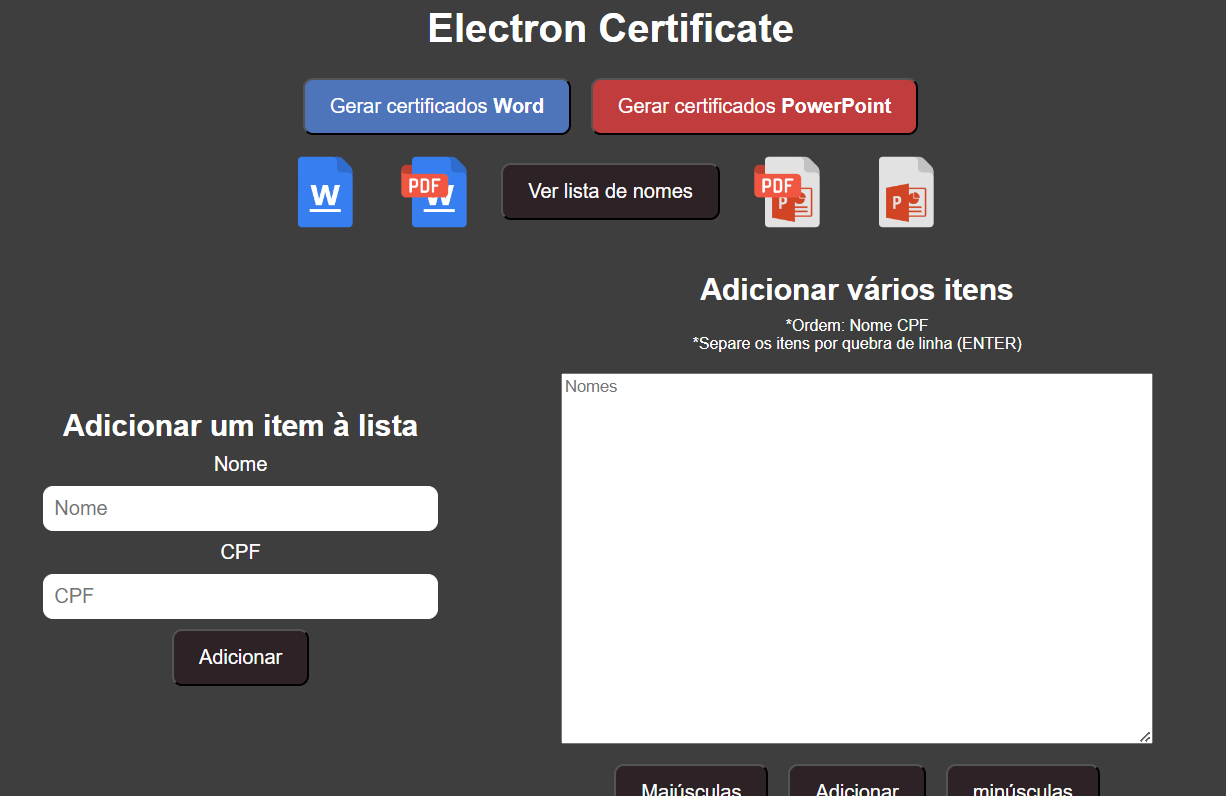 Electron Certificate
Gerar certificados Word
Gerar certificados PowerPoint
W
PDF
W
Ver lista de nomes
PDF
P
P
Adicionar vários itens
*Ordem: Nome CPF
*Separe os itens por quebra de linha (ENTER)
Nomes
Adicionar um item à lista
Nome
Nome
CPF
CPF
Adicionar
Maiúsculas
Adicionar
minúsculas